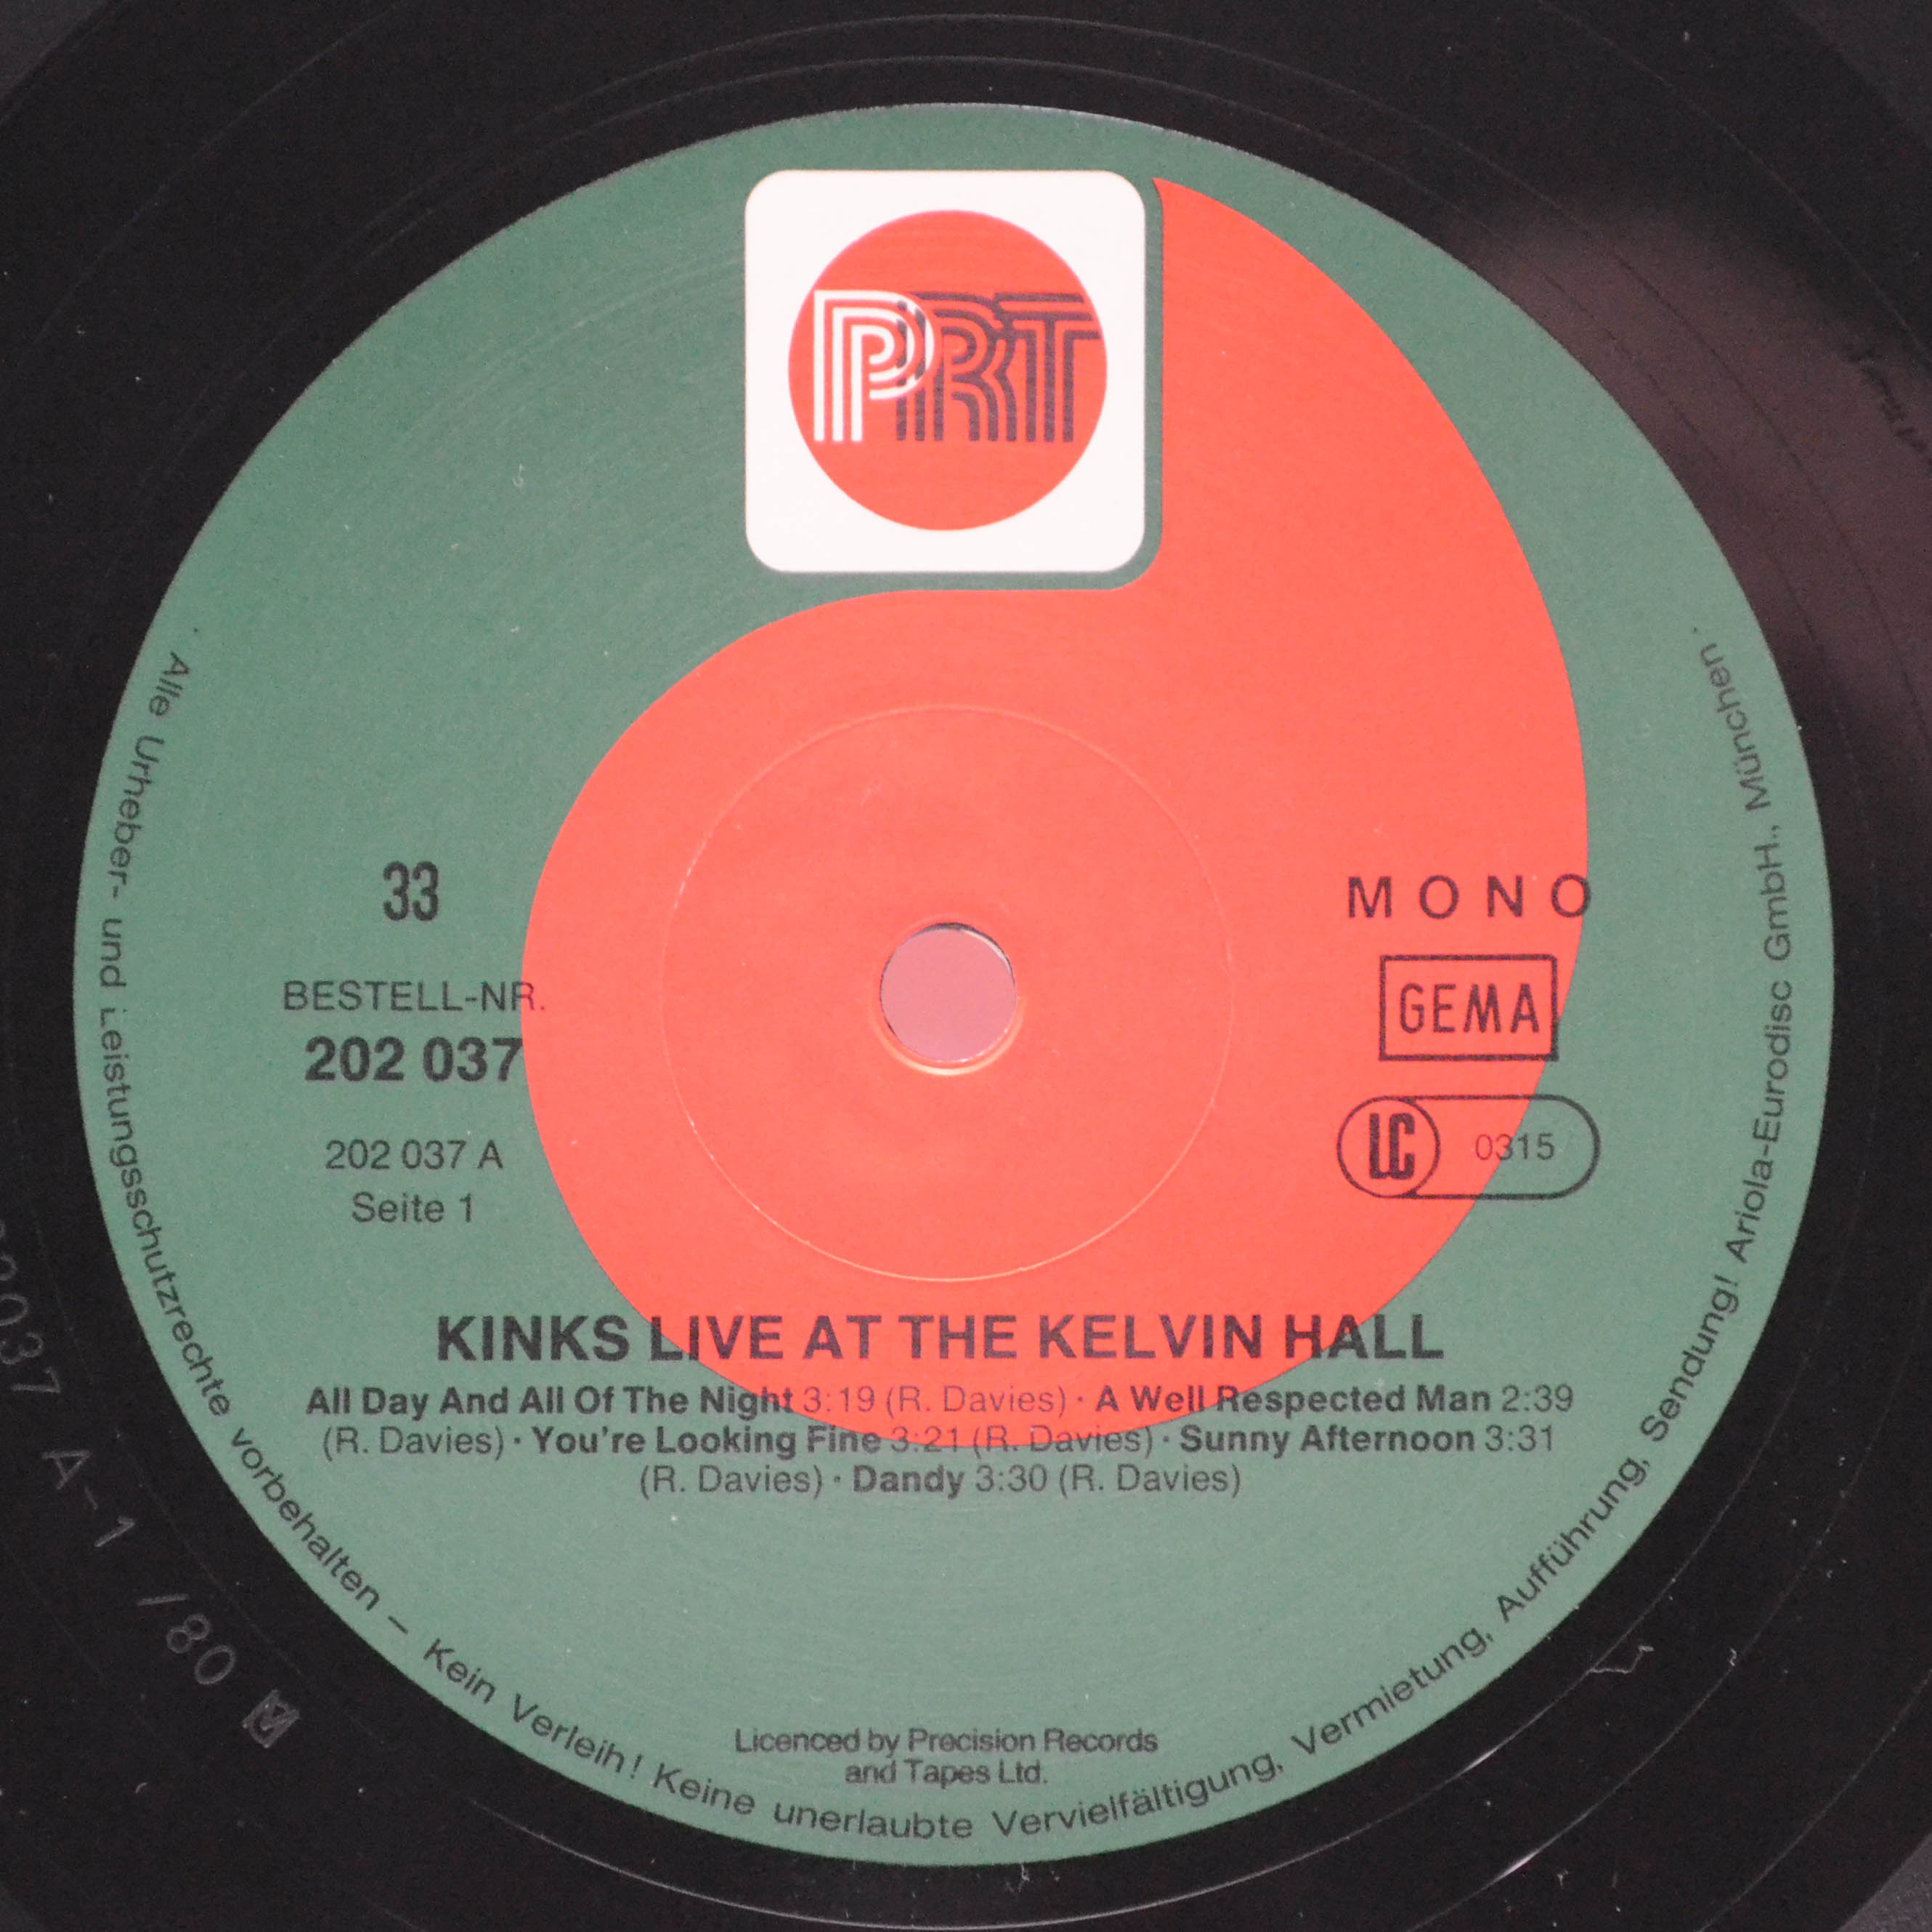 PRT
33
BESTELL-NR.
202 037
202 037 A
Seite 1
MONO
GEMA
LC 0315
KINKS LIVE AT THE KELVIN HALL
All Day And All Of The Night 3:19 (R. Davies) · A Well Respected Man 2:39
(R. Davies) · You're Looking Fine 3:21 (R. Davies) · Sunny Afternoon 3:31
(R. Davies) · Dandy 3:30 (R. Davies)
Licenced by Precision Records
and Tapes Ltd.
Alle Urheber- und Leistungsschutzrechte vorbehalten – Kein Verleih! Keine unerlaubte Vervielfältigung, Vermietung, Aufführung, Sendung! Ariola-Eurodisc GmbH., München.
A-1 /80